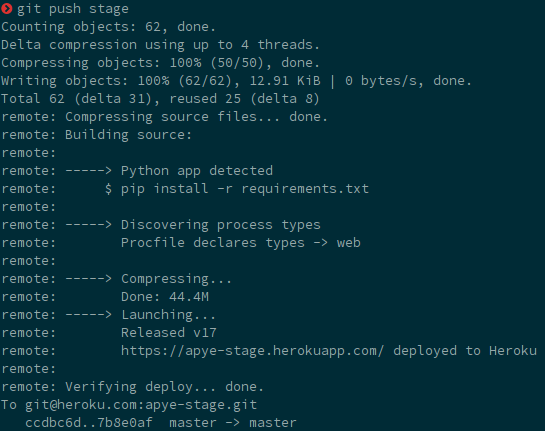 git push stage
Counting objects: 62, done.
Delta compression using up to 4 threads.
Compressing objects: 100% (50/50), done.
Writing objects: 100% (62/62), 12.91 KiB | 0 bytes/s, done.
Total 62 (delta 31), reused 25 (delta 8)
remote: Compressing source files... done.
remote: Building source:
remote:
remote: -----> Python app detected
remote:      $ pip install -r requirements.txt
remote:
remote: -----> Discovering process types
remote:        Procfile declares types -> web
remote:
remote: -----> Compressing...
remote:        Done: 44.4M
remote: -----> Launching...
remote:        Released v17
remote:        https://apye-stage.herokuapp.com/ deployed to Heroku
remote:
remote: Verifying deploy... done.
To git@heroku.com:apye-stage.git
   ccdbc6d..7b8e0af  master -> master